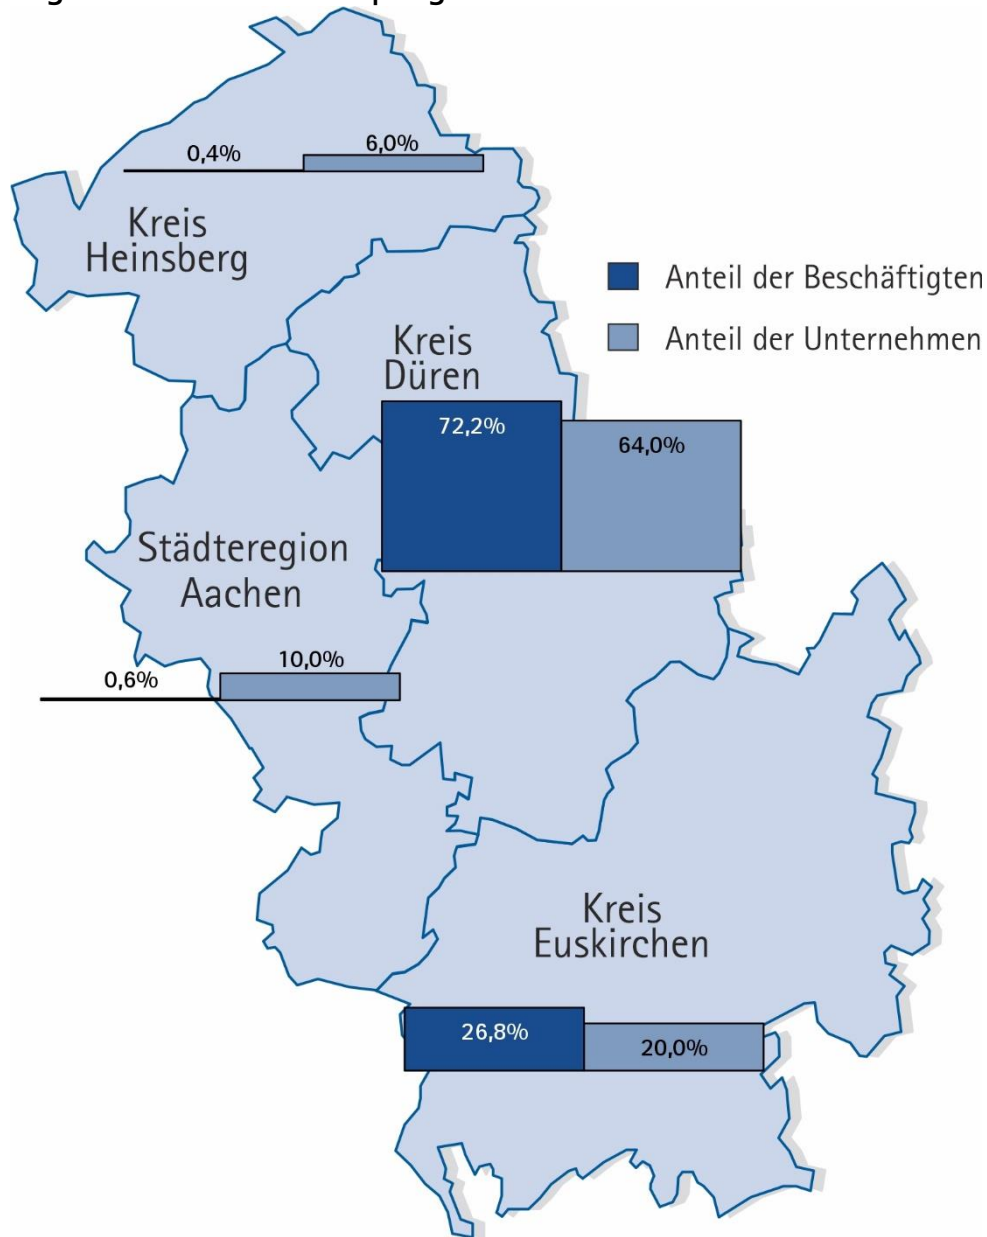 0,4%
6,0%
Kreis
Heinsberg
Anteil der Beschäftigten
Anteil der Unternehmen
Kreis
Düren
72,2%
64,0%
Städteregion
Aachen
0,6%
10,0%
Kreis
Euskirchen
26,8%
20,0%